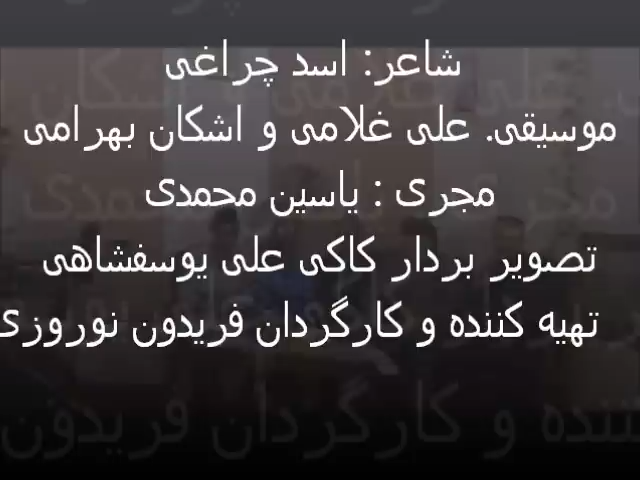 شاعر: اسد چراغی
موسیقی. علی غلامی و اشکان بهرامی
مجری : یاسین محمدی
تصویر بردار کاکی علی یوسفشاهی
تهیه کننده و کارگردان فریدون نوروزی